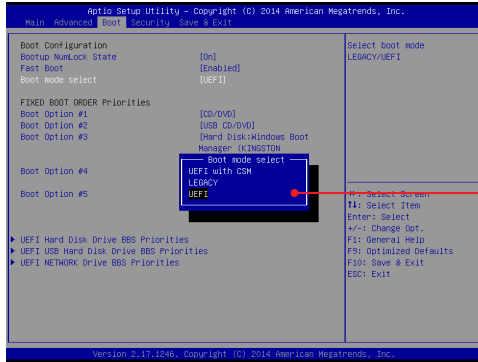 Aptio Setup Utility - Copyright (C) 2014 American Megatrends, Inc.
Main Advanced Boot Security Save & Exit
Boot Configuration
Bootup NumLock State [On]
Fast Boot [Enabled]
Boot mode select [UEFI]
FIXED BOOT ORDER Priorities
Boot Option #1 [CD/DVD]
Boot Option #2 [USB CD/DVD]
Boot Option #3 [Hard Disk:Windows Boot
Manager (KINGSTON
Boot Option #4
Boot Option #5
Boot mode select
UEFI with CSM
LEGACY
UEFI
UEFI Hard Disk Drive BBS Priorities
UEFI USB Hard Disk Drive BBS Priorities
UEFI NETWORK Drive BBS Priorities
Select boot mode
LEGACY/UEFI
: Select Screen
↑↓: Select Item
Enter: Select
+/-: Change Opt.
F1: General Help
F9: Optimized Defaults
F10: Save & Exit
ESC: Exit
Version 2.17.1246. Copyright (C) 2014 American Megatrends, Inc.